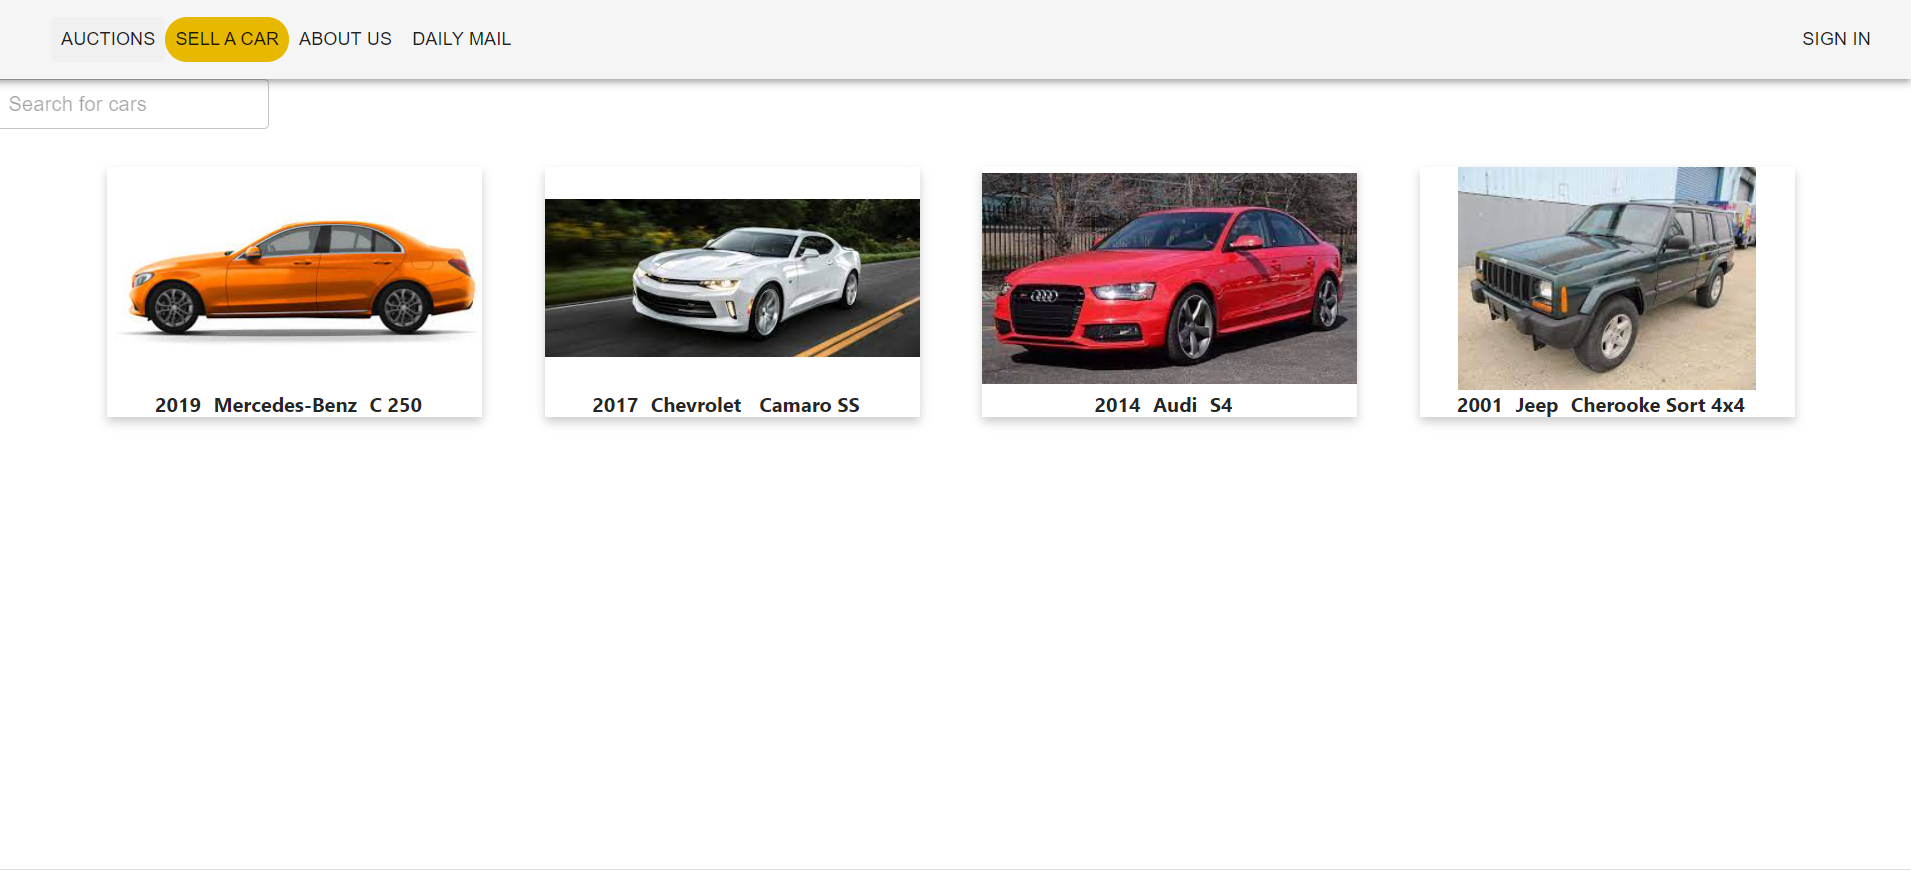 AUCTIONS SELL A CAR ABOUT US DAILY MAIL SIGN IN
Search for cars
2019 Mercedes-Benz C 250
2017 Chevrolet Camaro SS
2014 Audi S4
2001 Jeep Cherooke Sort 4x4